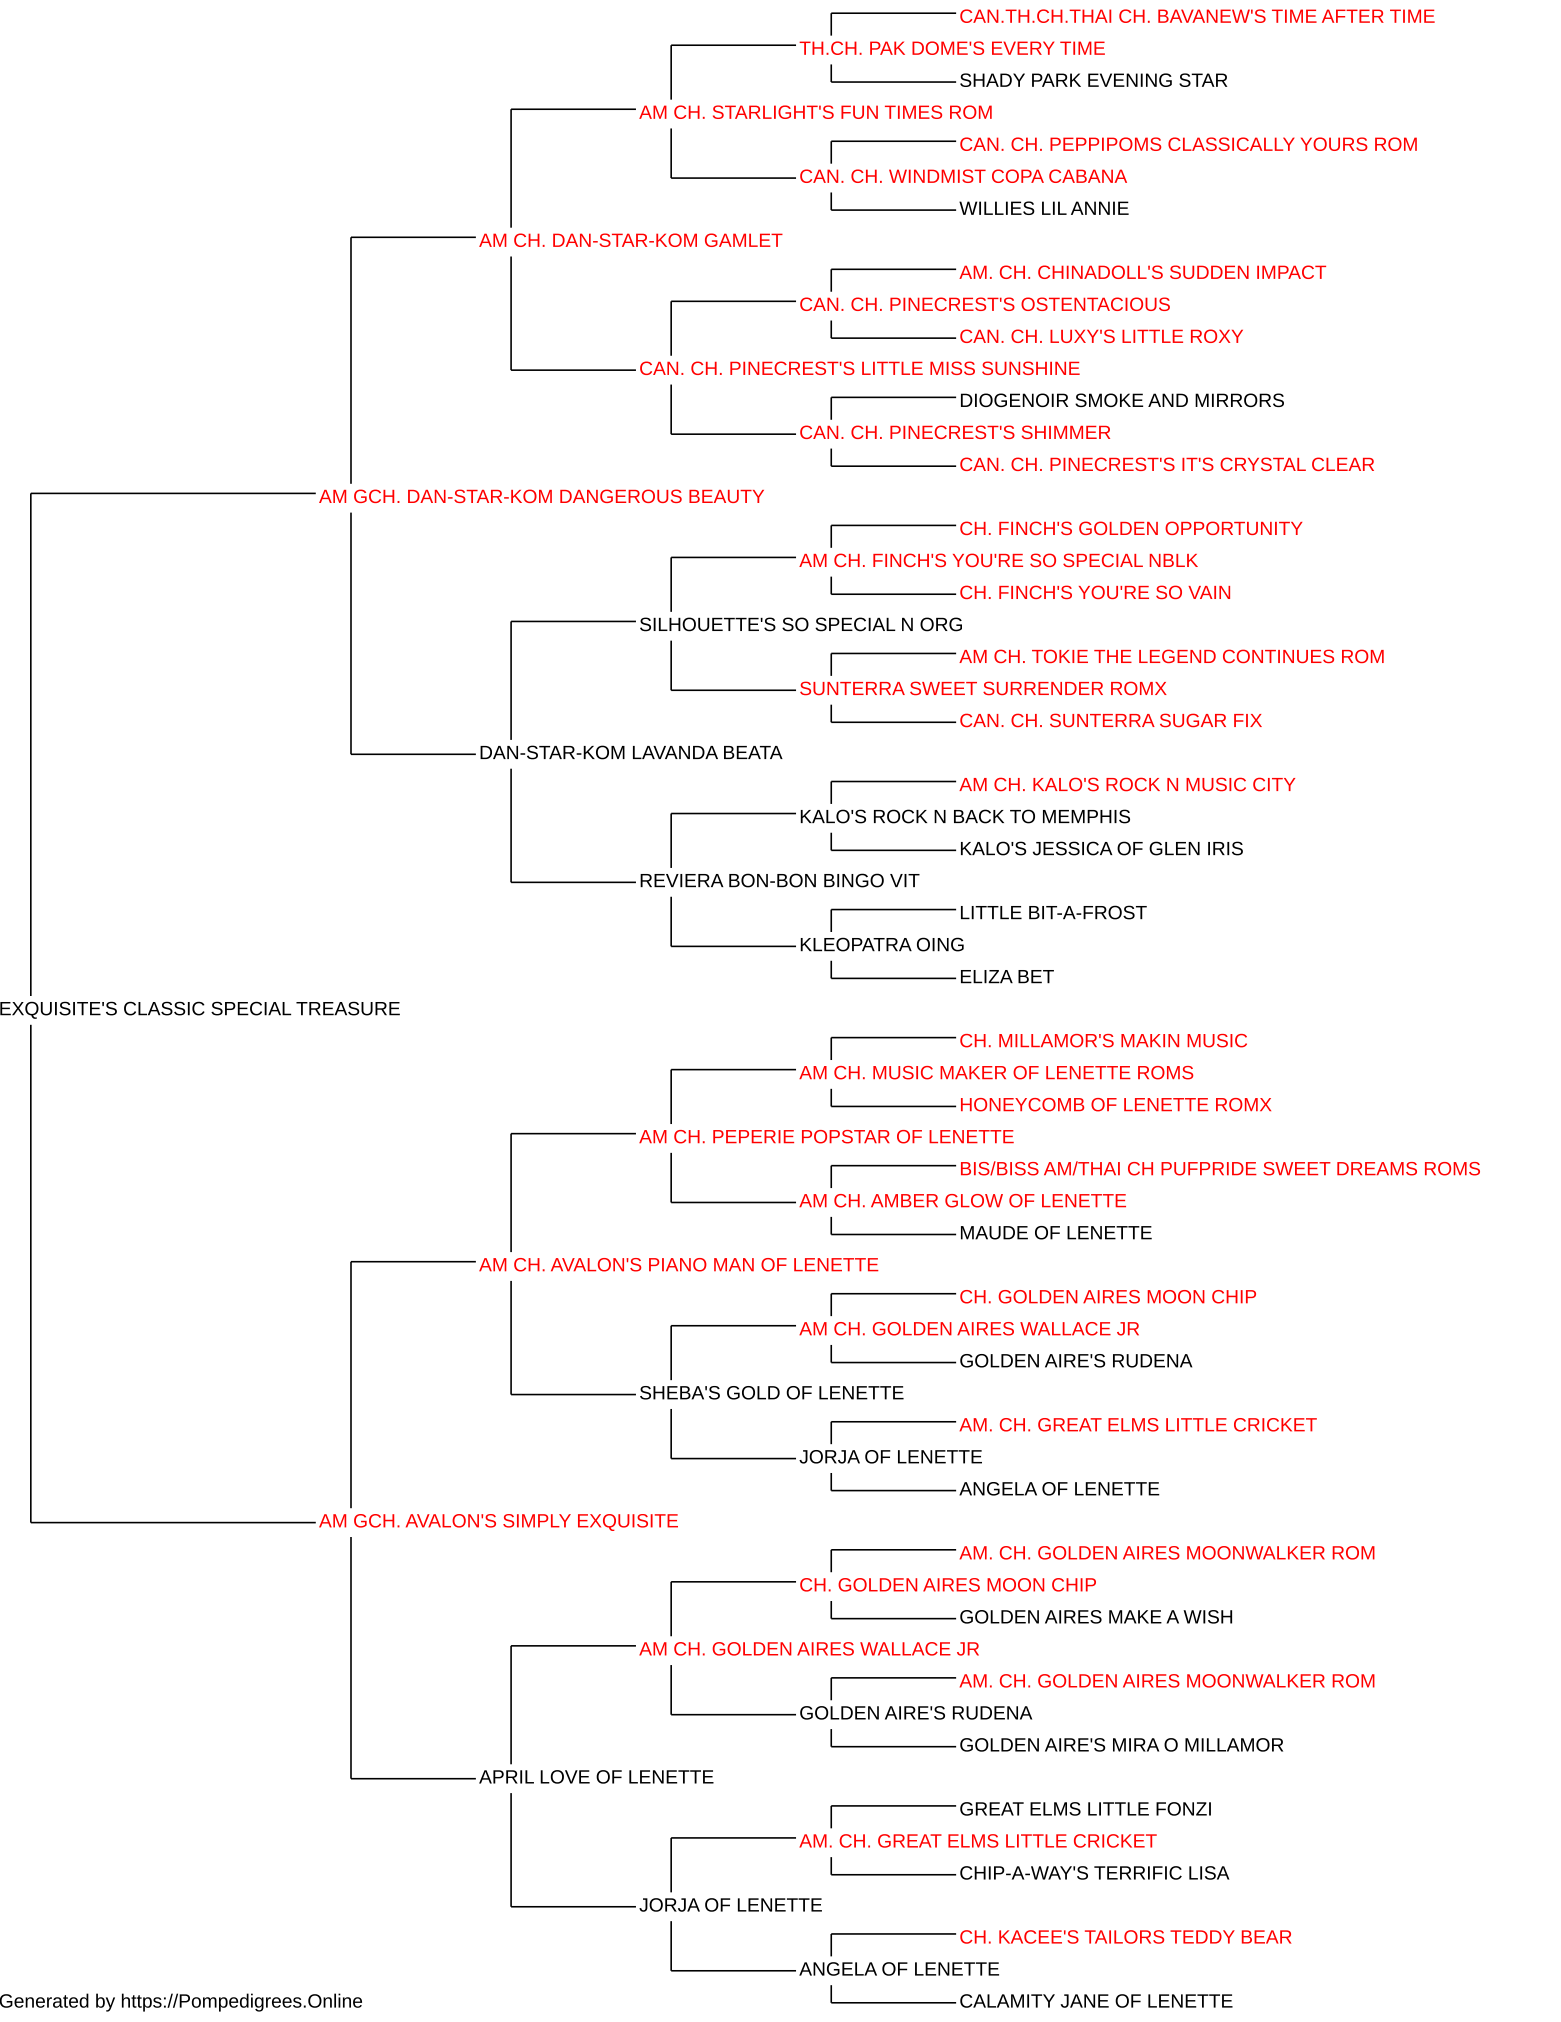 CAN.TH.CH.THAI CH. BAVANEW'S TIME AFTER TIME
TH.CH. PAK DOME'S EVERY TIME
SHADY PARK EVENING STAR
AM CH. STARLIGHT'S FUN TIMES ROM
CAN. CH. PEPPIPOMS CLASSICALLY YOURS ROM
CAN. CH. WINDMIST COPA CABANA
WILLIES LIL ANNIE
AM CH. DAN-STAR-KOM GAMLET
AM. CH. CHINADOLL'S SUDDEN IMPACT
CAN. CH. PINECREST'S OSTENTACIOUS
CAN. CH. LUXY'S LITTLE ROXY
CAN. CH. PINECREST'S LITTLE MISS SUNSHINE
DIOGENOIR SMOKE AND MIRRORS
CAN. CH. PINECREST'S SHIMMER
CAN. CH. PINECREST'S IT'S CRYSTAL CLEAR
AM GCH. DAN-STAR-KOM DANGEROUS BEAUTY
CH. FINCH'S GOLDEN OPPORTUNITY
AM CH. FINCH'S YOU'RE SO SPECIAL NBLK
CH. FINCH'S YOU'RE SO VAIN
SILHOUETTE'S SO SPECIAL N ORG
AM CH. TOKIE THE LEGEND CONTINUES ROM
SUNTERRA SWEET SURRENDER ROMX
CAN. CH. SUNTERRA SUGAR FIX
DAN-STAR-KOM LAVANDA BEATA
AM CH. KALO'S ROCK N MUSIC CITY
KALO'S ROCK N BACK TO MEMPHIS
KALO'S JESSICA OF GLEN IRIS
REVIERA BON-BON BINGO VIT
LITTLE BIT-A-FROST
KLEOPATRA OING
ELIZA BET
EXQUISITE'S CLASSIC SPECIAL TREASURE
CH. MILLAMOR'S MAKIN MUSIC
AM CH. MUSIC MAKER OF LENETTE ROMS
HONEYCOMB OF LENETTE ROMX
AM CH. PEPERIE POPSTAR OF LENETTE
BIS/BISS AM/THAI CH PUFPRIDE SWEET DREAMS ROMS
AM CH. AMBER GLOW OF LENETTE
MAUDE OF LENETTE
AM CH. AVALON'S PIANO MAN OF LENETTE
CH. GOLDEN AIRES MOON CHIP
AM CH. GOLDEN AIRES WALLACE JR
GOLDEN AIRE'S RUDENA
SHEBA'S GOLD OF LENETTE
AM. CH. GREAT ELMS LITTLE CRICKET
JORJA OF LENETTE
ANGELA OF LENETTE
AM GCH. AVALON'S SIMPLY EXQUISITE
AM. CH. GOLDEN AIRES MOONWALKER ROM
CH. GOLDEN AIRES MOON CHIP
GOLDEN AIRES MAKE A WISH
AM CH. GOLDEN AIRES WALLACE JR
AM. CH. GOLDEN AIRES MOONWALKER ROM
GOLDEN AIRE'S RUDENA
GOLDEN AIRE'S MIRA O MILLAMOR
APRIL LOVE OF LENETTE
GREAT ELMS LITTLE FONZI
AM. CH. GREAT ELMS LITTLE CRICKET
CHIP-A-WAY'S TERRIFIC LISA
JORJA OF LENETTE
CH. KACEE'S TAILORS TEDDY BEAR
ANGELA OF LENETTE
CALAMITY JANE OF LENETTE
Generated by https://Pompedigrees.Online